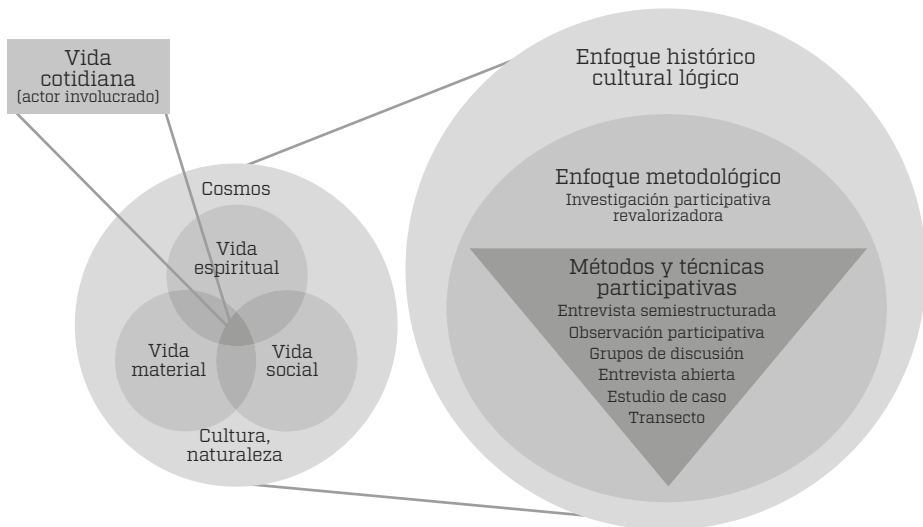 Vida
cotidiana
(actor involucrado)
Cosmos
Vida
espiritual
Vida
material
Vida
social
Cultura,
naturaleza
Enfoque histórico
cultural lógico
Enfoque metodológico
Investigación participativa
revalorizadora
Métodos y técnicas
participativas
Entrevista semiestructurada
Observación participativa
Grupos de discusión
Entrevista abierta
Estudio de caso
Transecto